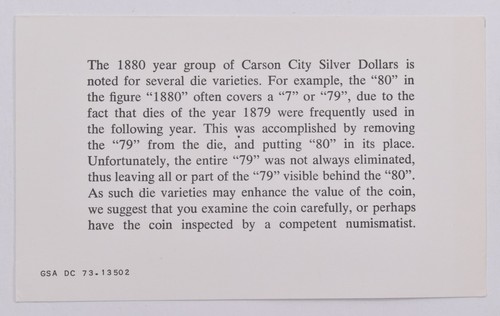 The 1880 year group of Carson City Silver Dollars is
noted for several die varieties. For example, the “80” in
the figure “1880” often covers a “7” or “79”, due to the
fact that dies of the year 1879 were frequently used in
the following year. This was accomplished by removing
the “79” from the die, and putting “80” in its place.
Unfortunately, the entire “79” was not always eliminated,
thus leaving all or part of the “79” visible behind the “80”.
As such die varieties may enhance the value of the coin,
we suggest that you examine the coin carefully, or perhaps
have the coin inspected by a competent numismatist.
GSA DC 73-13502